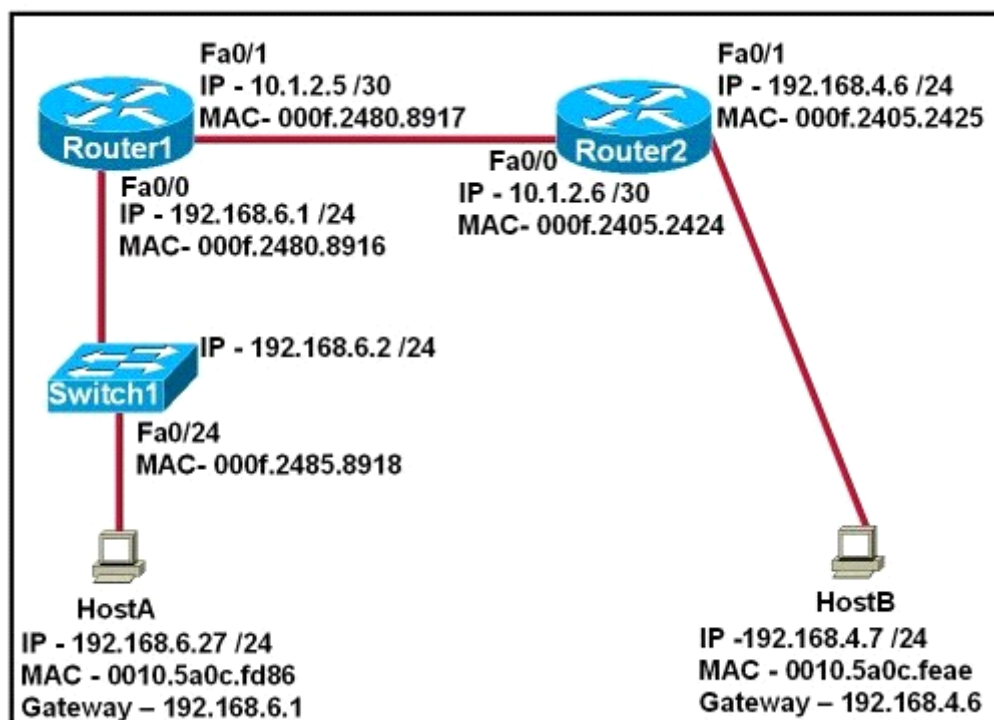 Fa0/1
IP - 10.1.2.5 /30
MAC- 000f.2480.8917
Router1
Fa0/0
IP - 192.168.6.1 /24
MAC- 000f.2480.8916
Fa0/1
IP - 192.168.4.6 /24
MAC- 000f.2405.2425
Router2
Fa0/0
IP - 10.1.2.6 /30
MAC- 000f.2405.2424
IP - 192.168.6.2 /24
Switch1
Fa0/24
MAC- 000f.2485.8918
HostA
IP - 192.168.6.27 /24
MAC - 0010.5a0c.fd86
Gateway – 192.168.6.1
HostB
IP -192.168.4.7 /24
MAC - 0010.5a0c.feae
Gateway – 192.168.4.6